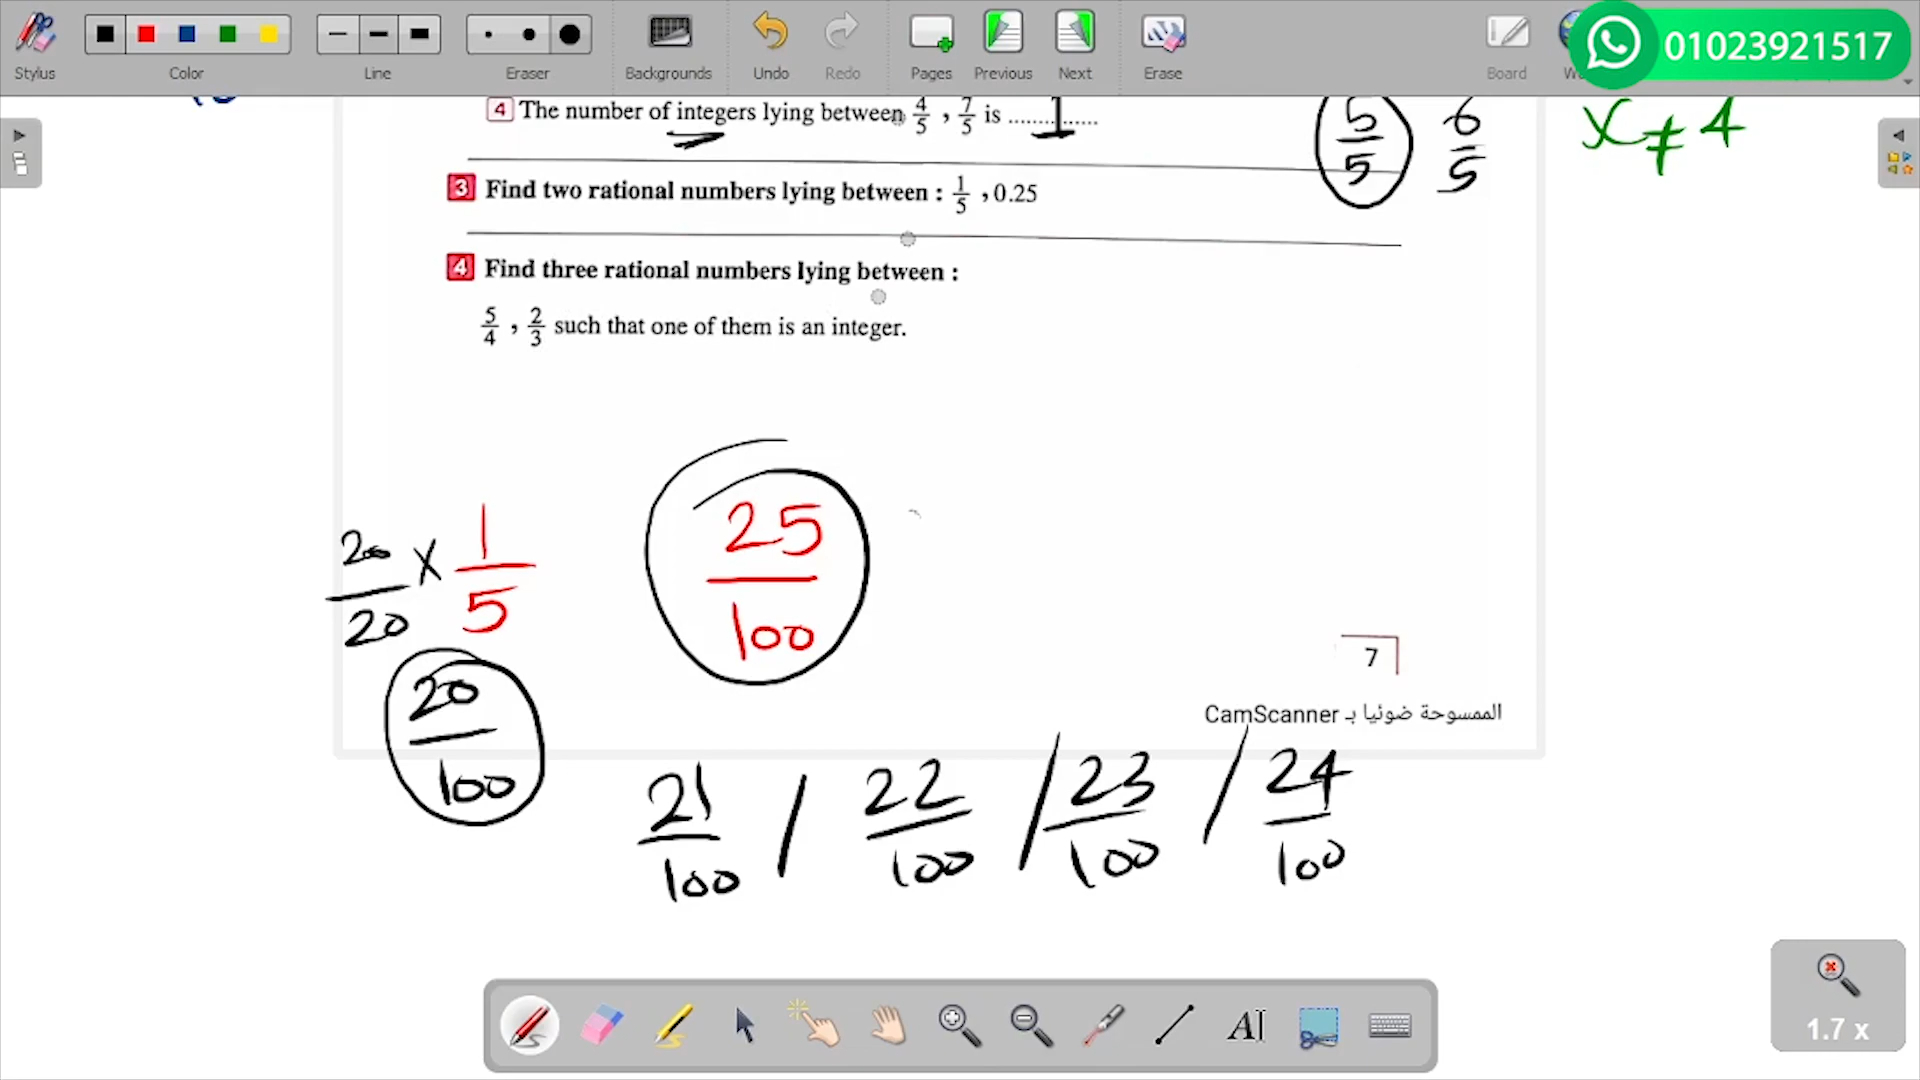 Stylus Color Line Eraser Backgrounds Undo Redo Pages Previous Next Erase Board
01023921517
4 The number of integers lying between 4/5 , 7/5 is ....1....
5/5 6/5
x ≠ 4
3 Find two rational numbers lying between : 1/5 , 0.25
4 Find three rational numbers lying between :
5/4 , 2/3 such that one of them is an integer.
20/20 X 1/5
25/100
20/100
7
الممسوحة ضوئيا بـ CamScanner
21/100 / 22/100 / 23/100 / 24/100
1.7 x